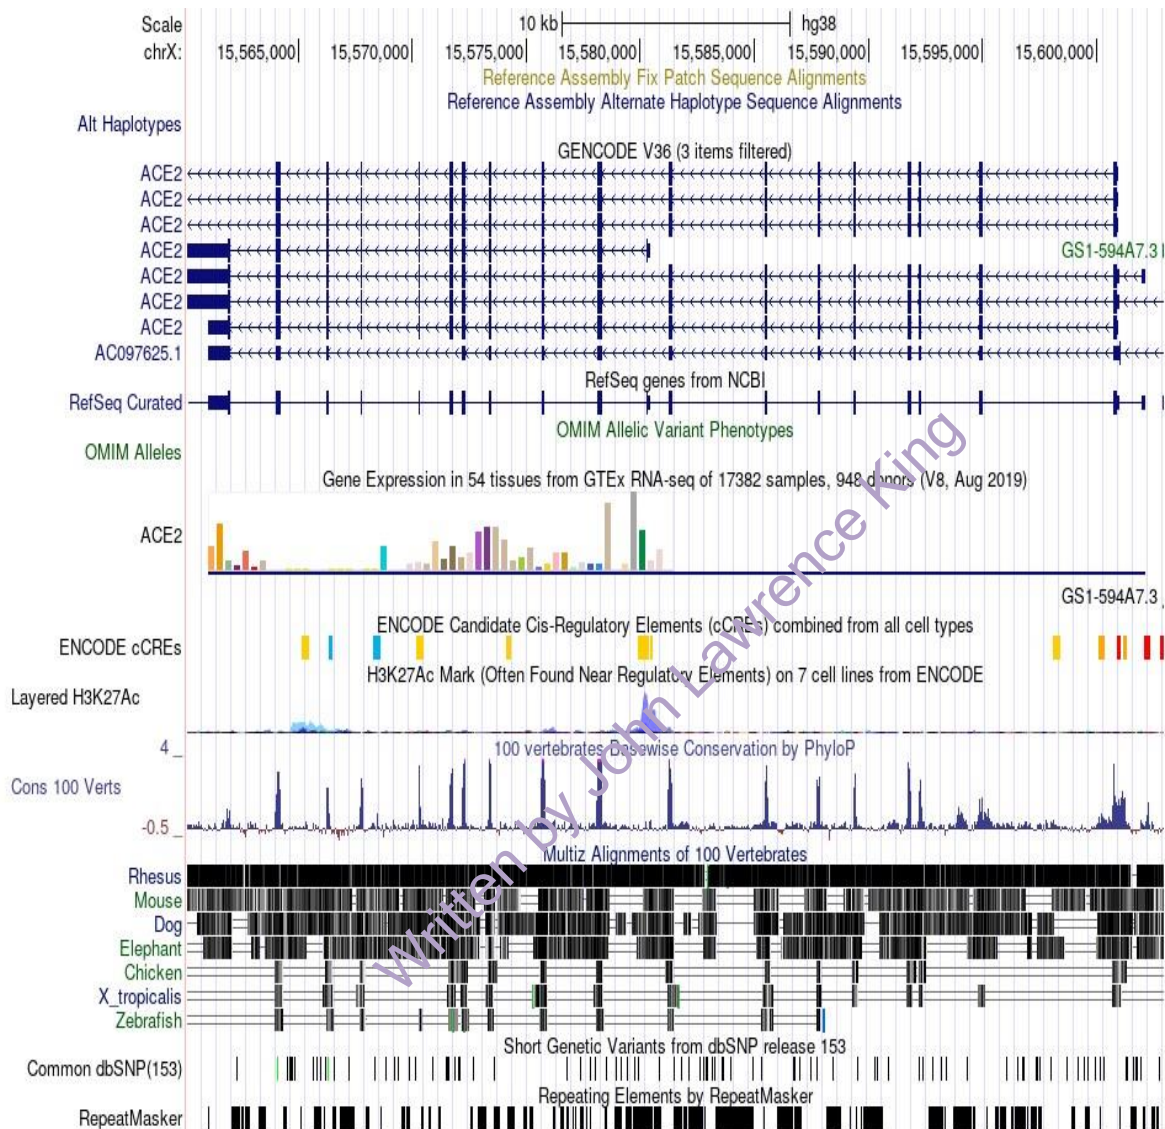 Scale 10 kb hg38
chrX: 15,565,000 15,570,000 15,575,000 15,580,000 15,585,000 15,590,000 15,595,000 15,600,000
Reference Assembly Fix Patch Sequence Alignments
Reference Assembly Alternate Haplotype Sequence Alignments
Alt Haplotypes
GENCODE V36 (3 items filtered)
ACE2
ACE2
ACE2
ACE2 GS1-594A7.3
ACE2
ACE2
ACE2
AC097625.1
RefSeq genes from NCBI
RefSeq Curated
OMIM Allelic Variant Phenotypes
OMIM Alleles
Gene Expression in 54 tissues from GTEx RNA-seq of 17382 samples, 948 donors (V8, Aug 2019)
ACE2
GS1-594A7.3
ENCODE Candidate Cis-Regulatory Elements (cCREs) combined from all cell types
ENCODE cCREs
H3K27Ac Mark (Often Found Near Regulatory Elements) on 7 cell lines from ENCODE
Layered H3K27Ac
100 vertebrates Basewise Conservation by PhyloP
4 _
Cons 100 Verts
-0.5 _
Multiz Alignments of 100 Vertebrates
Rhesus
Mouse
Dog
Elephant
Chicken
X_tropicalis
Zebrafish
Short Genetic Variants from dbSNP release 153
Common dbSNP(153)
Repeating Elements by RepeatMasker
RepeatMasker
Written by John Lawrence King